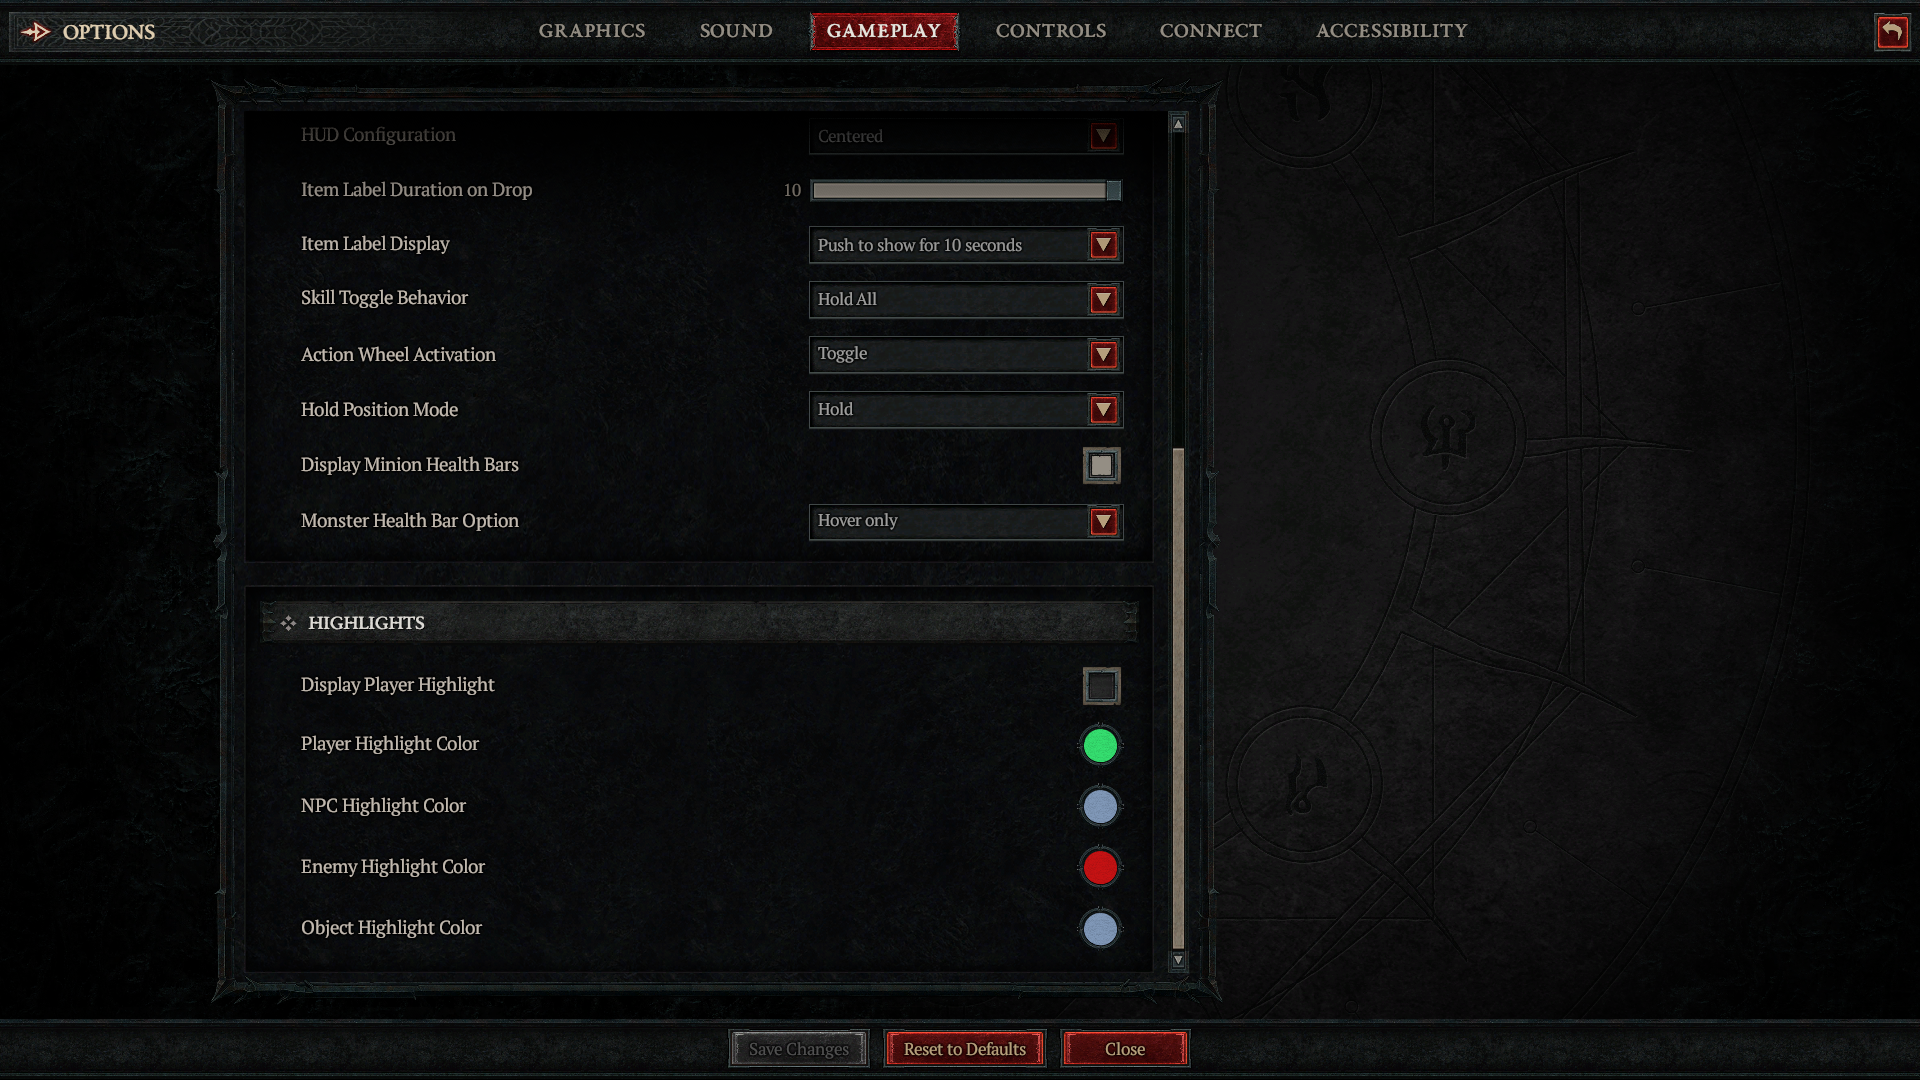 OPTIONS
GRAPHICS SOUND GAMEPLAY CONTROLS CONNECT ACCESSIBILITY
HUD Configuration Centered
Item Label Duration on Drop 10
Item Label Display Push to show for 10 seconds
Skill Toggle Behavior Hold All
Action Wheel Activation Toggle
Hold Position Mode Hold
Display Minion Health Bars
Monster Health Bar Option Hover only
HIGHLIGHTS
Display Player Highlight
Player Highlight Color
NPC Highlight Color
Enemy Highlight Color
Object Highlight Color
Save Changes Reset to Defaults Close